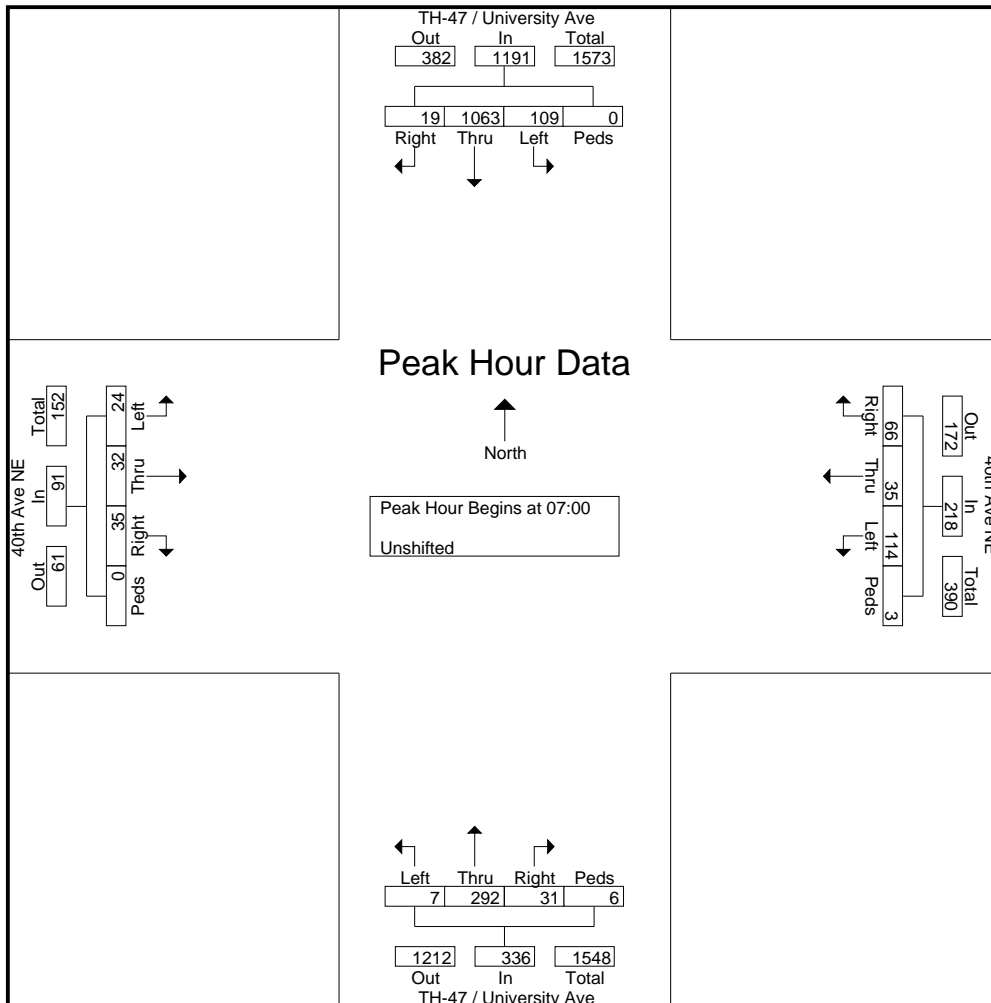 TH-47 / University Ave
Out In Total
382 1191 1573
19 1063 109 0
Right Thru Left Peds
Peak Hour Data
North
Peak Hour Begins at 07:00
Unshifted
40th Ave NE
Total In Out
152 91 61
24 32 35 0
Left Thru Right Peds
Right Thru Left Peds
66 35 114 3
172 218 390
Out In Total
40th Ave NE
Left Thru Right Peds
7 292 31 6
1212 336 1548
Out In Total
TH-47 / University Ave